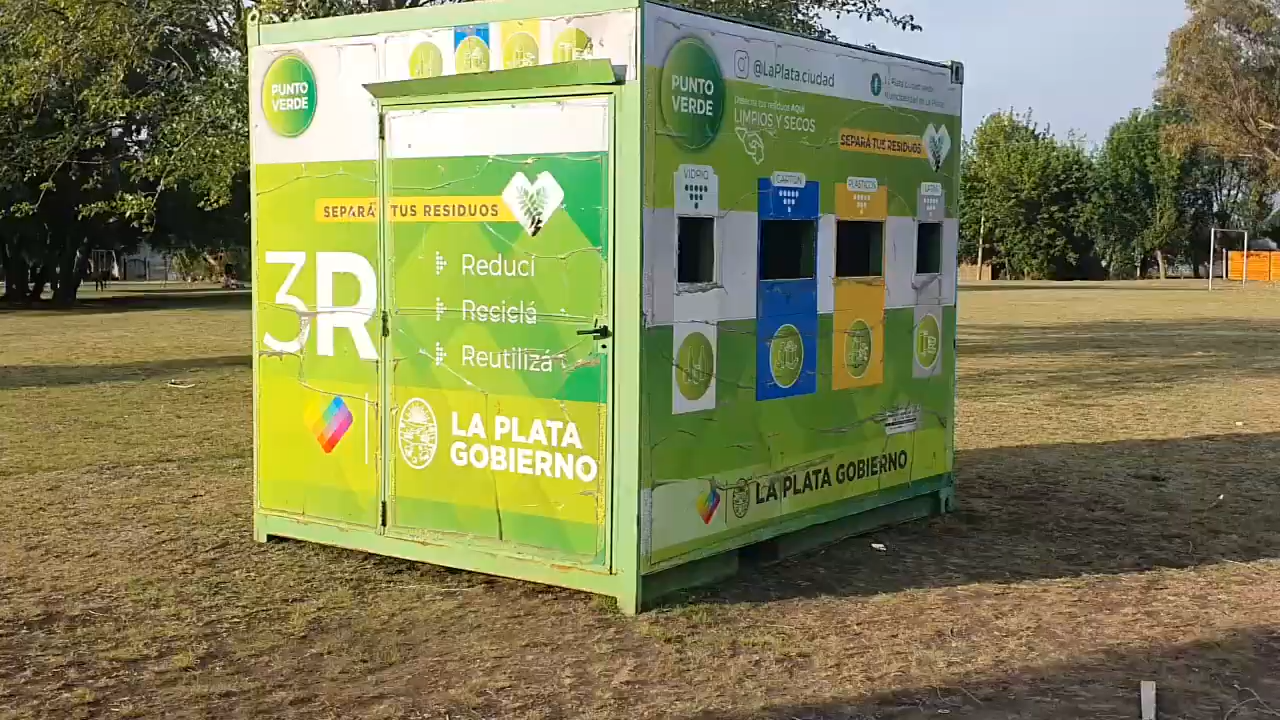 PUNTO
VERDE
SEPARÁ TUS RESIDUOS
3R
Reducí
Reciclá
Reutilizá
LA PLATA
GOBIERNO
PUNTO
VERDE
@LaPlata.ciudad
AQUÍ
LIMPIOS Y SECOS
SEPARÁ TUS RESIDUOS
VIDRIO
CARTÓN
PLÁSTICOS
LA PLATA GOBIERNO